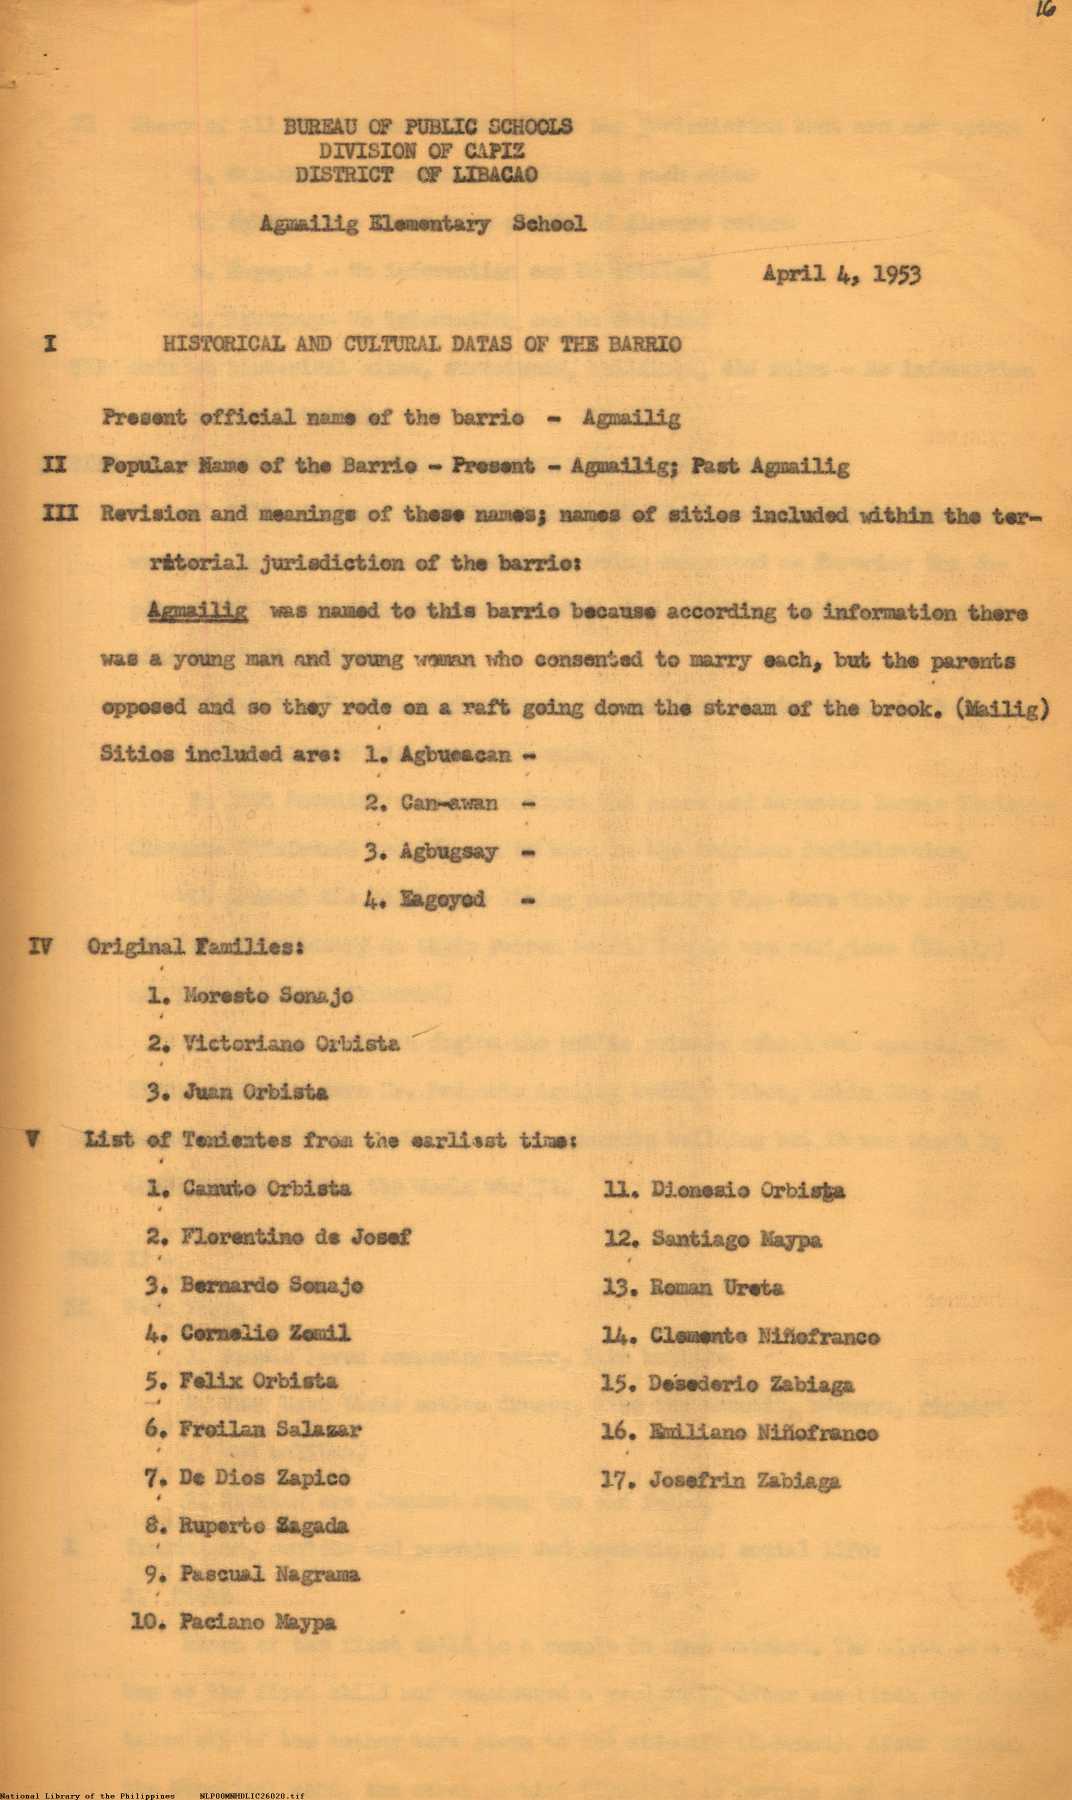 16
BUREAU OF PUBLIC SCHOOLS
DIVISION OF CAPIZ
DISTRICT OF LIBACAO
Agmailig Elementary School
April 4, 1953
I HISTORICAL AND CULTURAL DATAS OF THE BARRIO
Present official name of the barrio - Agmailig
II Popular Name of the Barrio - Present - Agmailig; Past Agmailig
III Revision and meanings of these names; names of sitios included within the ter-
ritorial jurisdiction of the barrio:
Agmailig was named to this barrio because according to information there
was a young man and young woman who consented to marry each, but the parents
opposed and so they rode on a raft going down the stream of the brook. (Mailig)
Sitios included are: 1. Agbueacan -
2. Can-awan -
3. Agbugsay -
4. Eagoyod -
IV Original Families:
1. Moresto Sonajo
2. Victoriano Orbista
3. Juan Orbista
V List of Tenientes from the earliest time:
1. Canuto Orbista
2. Florentino de Josef
3. Bernardo Sonajo
4. Cornelio Zomil
5. Felix Orbista
6. Froilan Salazar
7. De Dios Zapico
8. Ruperto Zagada
9. Pascual Nagrama
10. Paciano Maypa
11. Dionesio Orbista
12. Santiago Maypa
13. Roman Ureta
14. Clemente Niñofranco
15. Desederio Zabiaga
16. Emiliano Niñofranco
17. Josefrin Zabiaga
National Library of the Philippines NLPOOMNHDLIC26020.tif